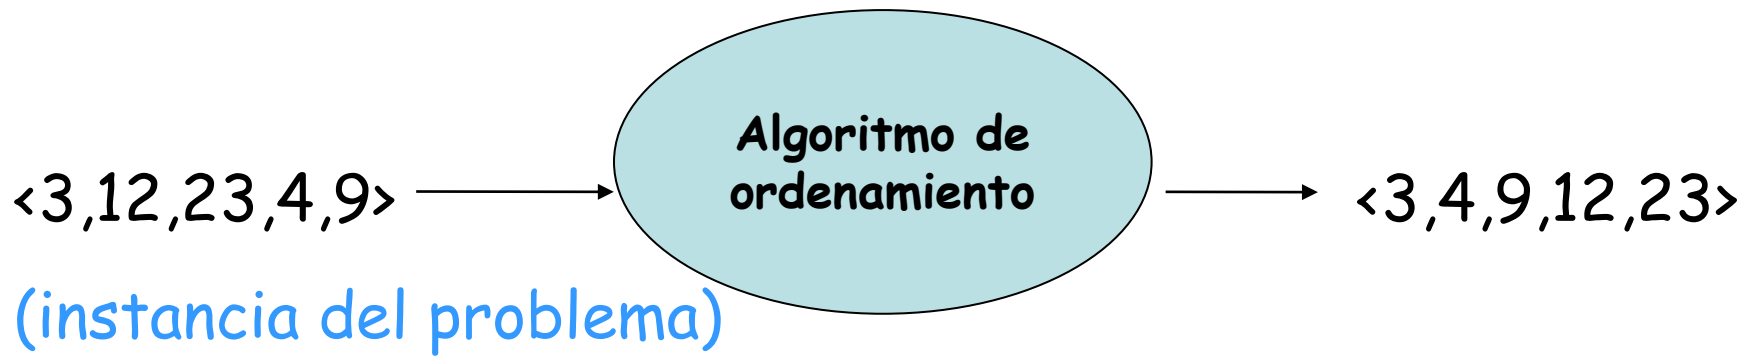 Algoritmo de
ordenamiento
<3,12,23,4,9>
<3,4,9,12,23>
(instancia del problema)